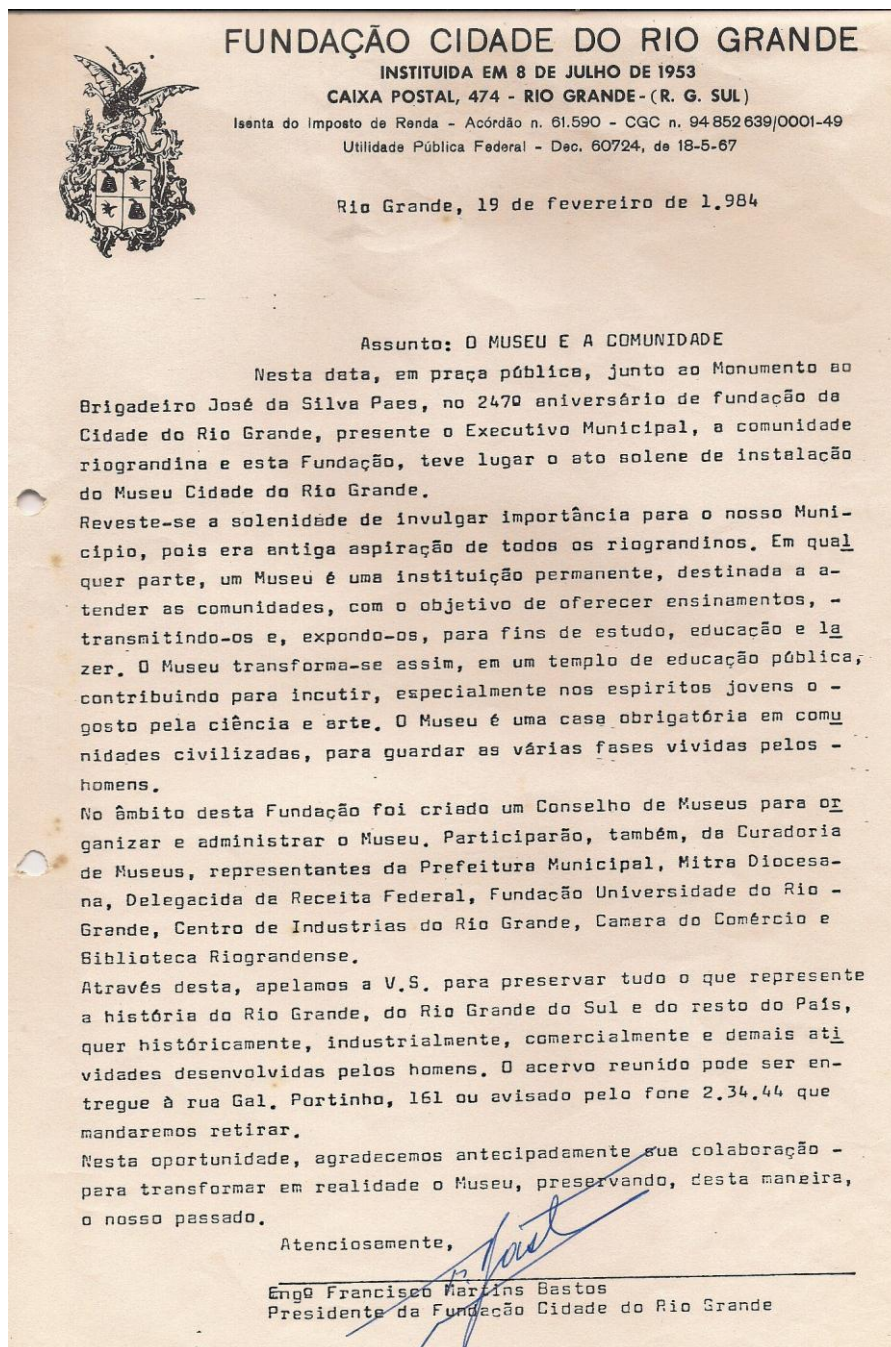 FUNDAÇÃO CIDADE DO RIO GRANDE
INSTITUIDA EM 8 DE JULHO DE 1953
CAIXA POSTAL, 474 - RIO GRANDE-(R. G. SUL)
Isenta do Imposto de Renda - Acórdão n. 61.590 - CGC n. 94 852 639/0001-49
Utilidade Pública Federal - Dec. 60724, de 18-5-67
Rio Grande, 19 de fevereiro de 1.984
Assunto: O MUSEU E A COMUNIDADE
Nesta data, em praça pública, junto ao Monumento ao
Brigadeiro José da Silva Paes, no 247º aniversário de fundação da
Cidade do Rio Grande, presente o Executivo Municipal, a comunidade
riograndina e esta Fundação, teve lugar o ato solene de instalação
do Museu Cidade do Rio Grande.
Reveste-se a solenidade de invulgar importância para o nosso Muni-
cipio, pois era antiga aspiração de todos os riograndinos. Em qual
quer parte, um Museu é uma instituição permanente, destinada a a-
tender as comunidades, com o objetivo de oferecer ensinamentos, -
transmitindo-os e, expondo-os, para fins de estudo, educação e la
zer. O Museu transforma-se assim, em um templo de educação pública,-
contribuindo para incutir, especialmente nos espiritos jovens o -
gosto pela ciência e arte. O Museu é uma casa obrigatória em comu
nidades civilizadas, para guardar as várias fases vividas pelos -
homens.
No âmbito desta Fundação foi criado um Conselho de Museus para or
ganizar e administrar o Museu. Participarão, também, da Curadoria
de Museus, representantes da Prefeitura Municipal, Mitra Diocesa-
na, Delegacida da Receita Federal, Fundação Universidade do Rio -
Grande, Centro de Industrias do Rio Grande, Camara do Comércio e
Biblioteca Riograndense.
Através desta, apelamos a V.S. para preservar tudo o que represente
a história do Rio Grande, do Rio Grande do Sul e do resto do País,
quer históricamente, industrialmente, comercialmente e demais ati
vidades desenvolvidas pelos homens. O acervo reunido pode ser en-
tregue à rua Gal. Portinho, 161 ou avisado pelo fone 2.34.44 que
mandaremos retirar.
Nesta oportunidade, agradecemos antecipadamente sua colaboração -
para transformar em realidade o Museu, preservando, desta maneira,
o nosso passado.
Atenciosamente,
Engº Francisco Martins Bastos
Presidente da Fundação Cidade do Rio Grande